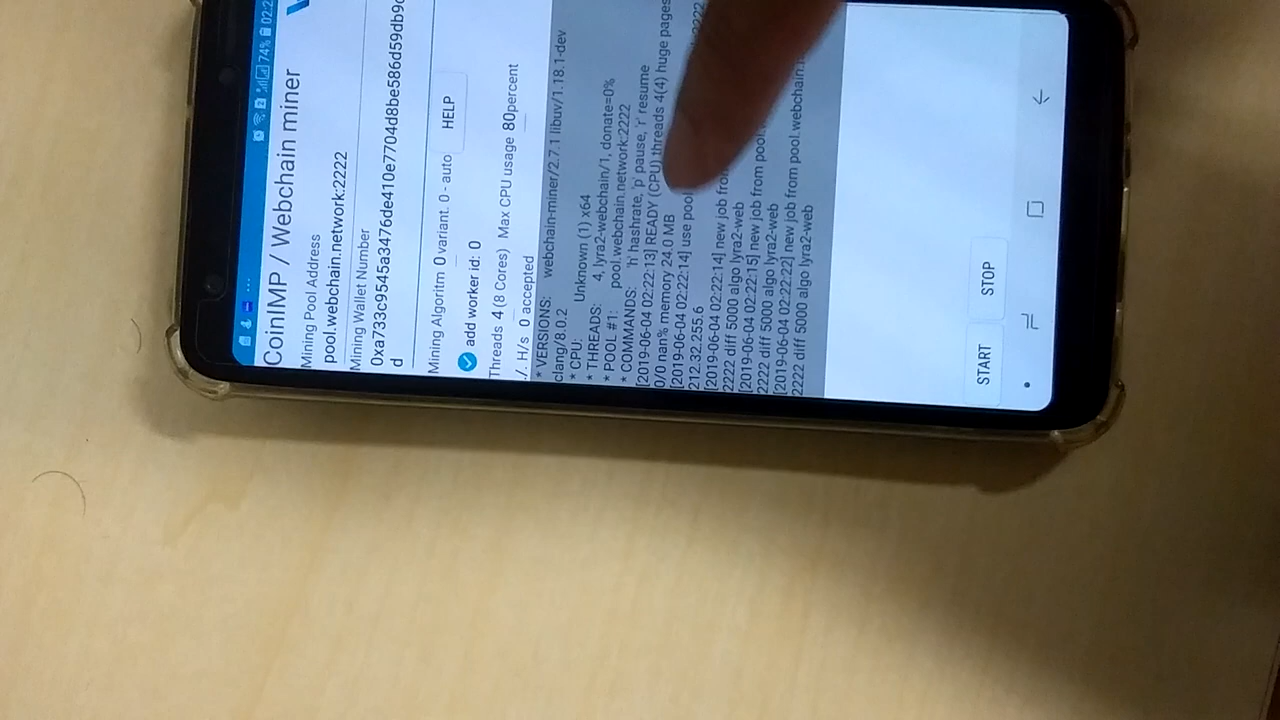 74% 02:2
CoinIMP / Webchain miner
Mining Pool Address
pool.webchain.network:2222
Mining Wallet Number
0xa733c9545a3476de410e7704d8be586d59db9c
d
Mining Algoritm 0 variant. 0 - auto HELP
add worker id: 0
Threads 4(8 Cores) Max CPU usage 80percent
./. H/s 0 accepted
* VERSIONS: webchain-miner/2.7.1 libuv/1.18.1-dev
clang/8.0.2
* CPU: Unknown (1) x64
* THREADS: 4, lyra2-webchain/1, donate=0%
* POOL #1: pool.webchain.network:2222
* COMMANDS: 'h' hashrate, 'p' pause, 'r' resume
[2019-06-04 02:22:13] READY (CPU) threads 4(4) huge pages
0/0 nan% memory 24.0 MB
[2019-06-04 02:22:14] use pool 2222
212.32.255.6
[2019-06-04 02:22:14] new job from
2222 diff 5000 algo lyra2-web
[2019-06-04 02:22:15] new job from pool.
2222 diff 5000 algo lyra2-web
[2019-06-04 02:22:22] new job from pool.webchain.
2222 diff 5000 algo lyra2-web
START STOP